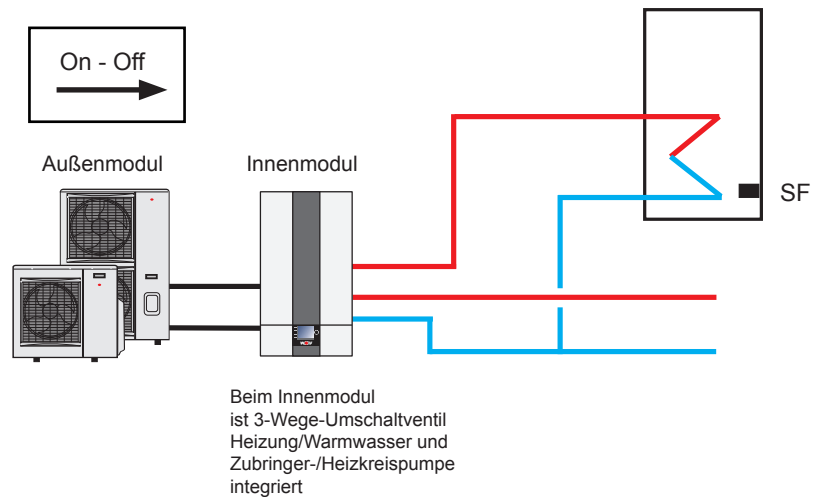 On - Off
Außenmodul
Innenmodul
SF
Beim Innenmodul
ist 3-Wege-Umschaltventil
Heizung/Warmwasser und
Zubringer-/Heizkreispumpe
integriert